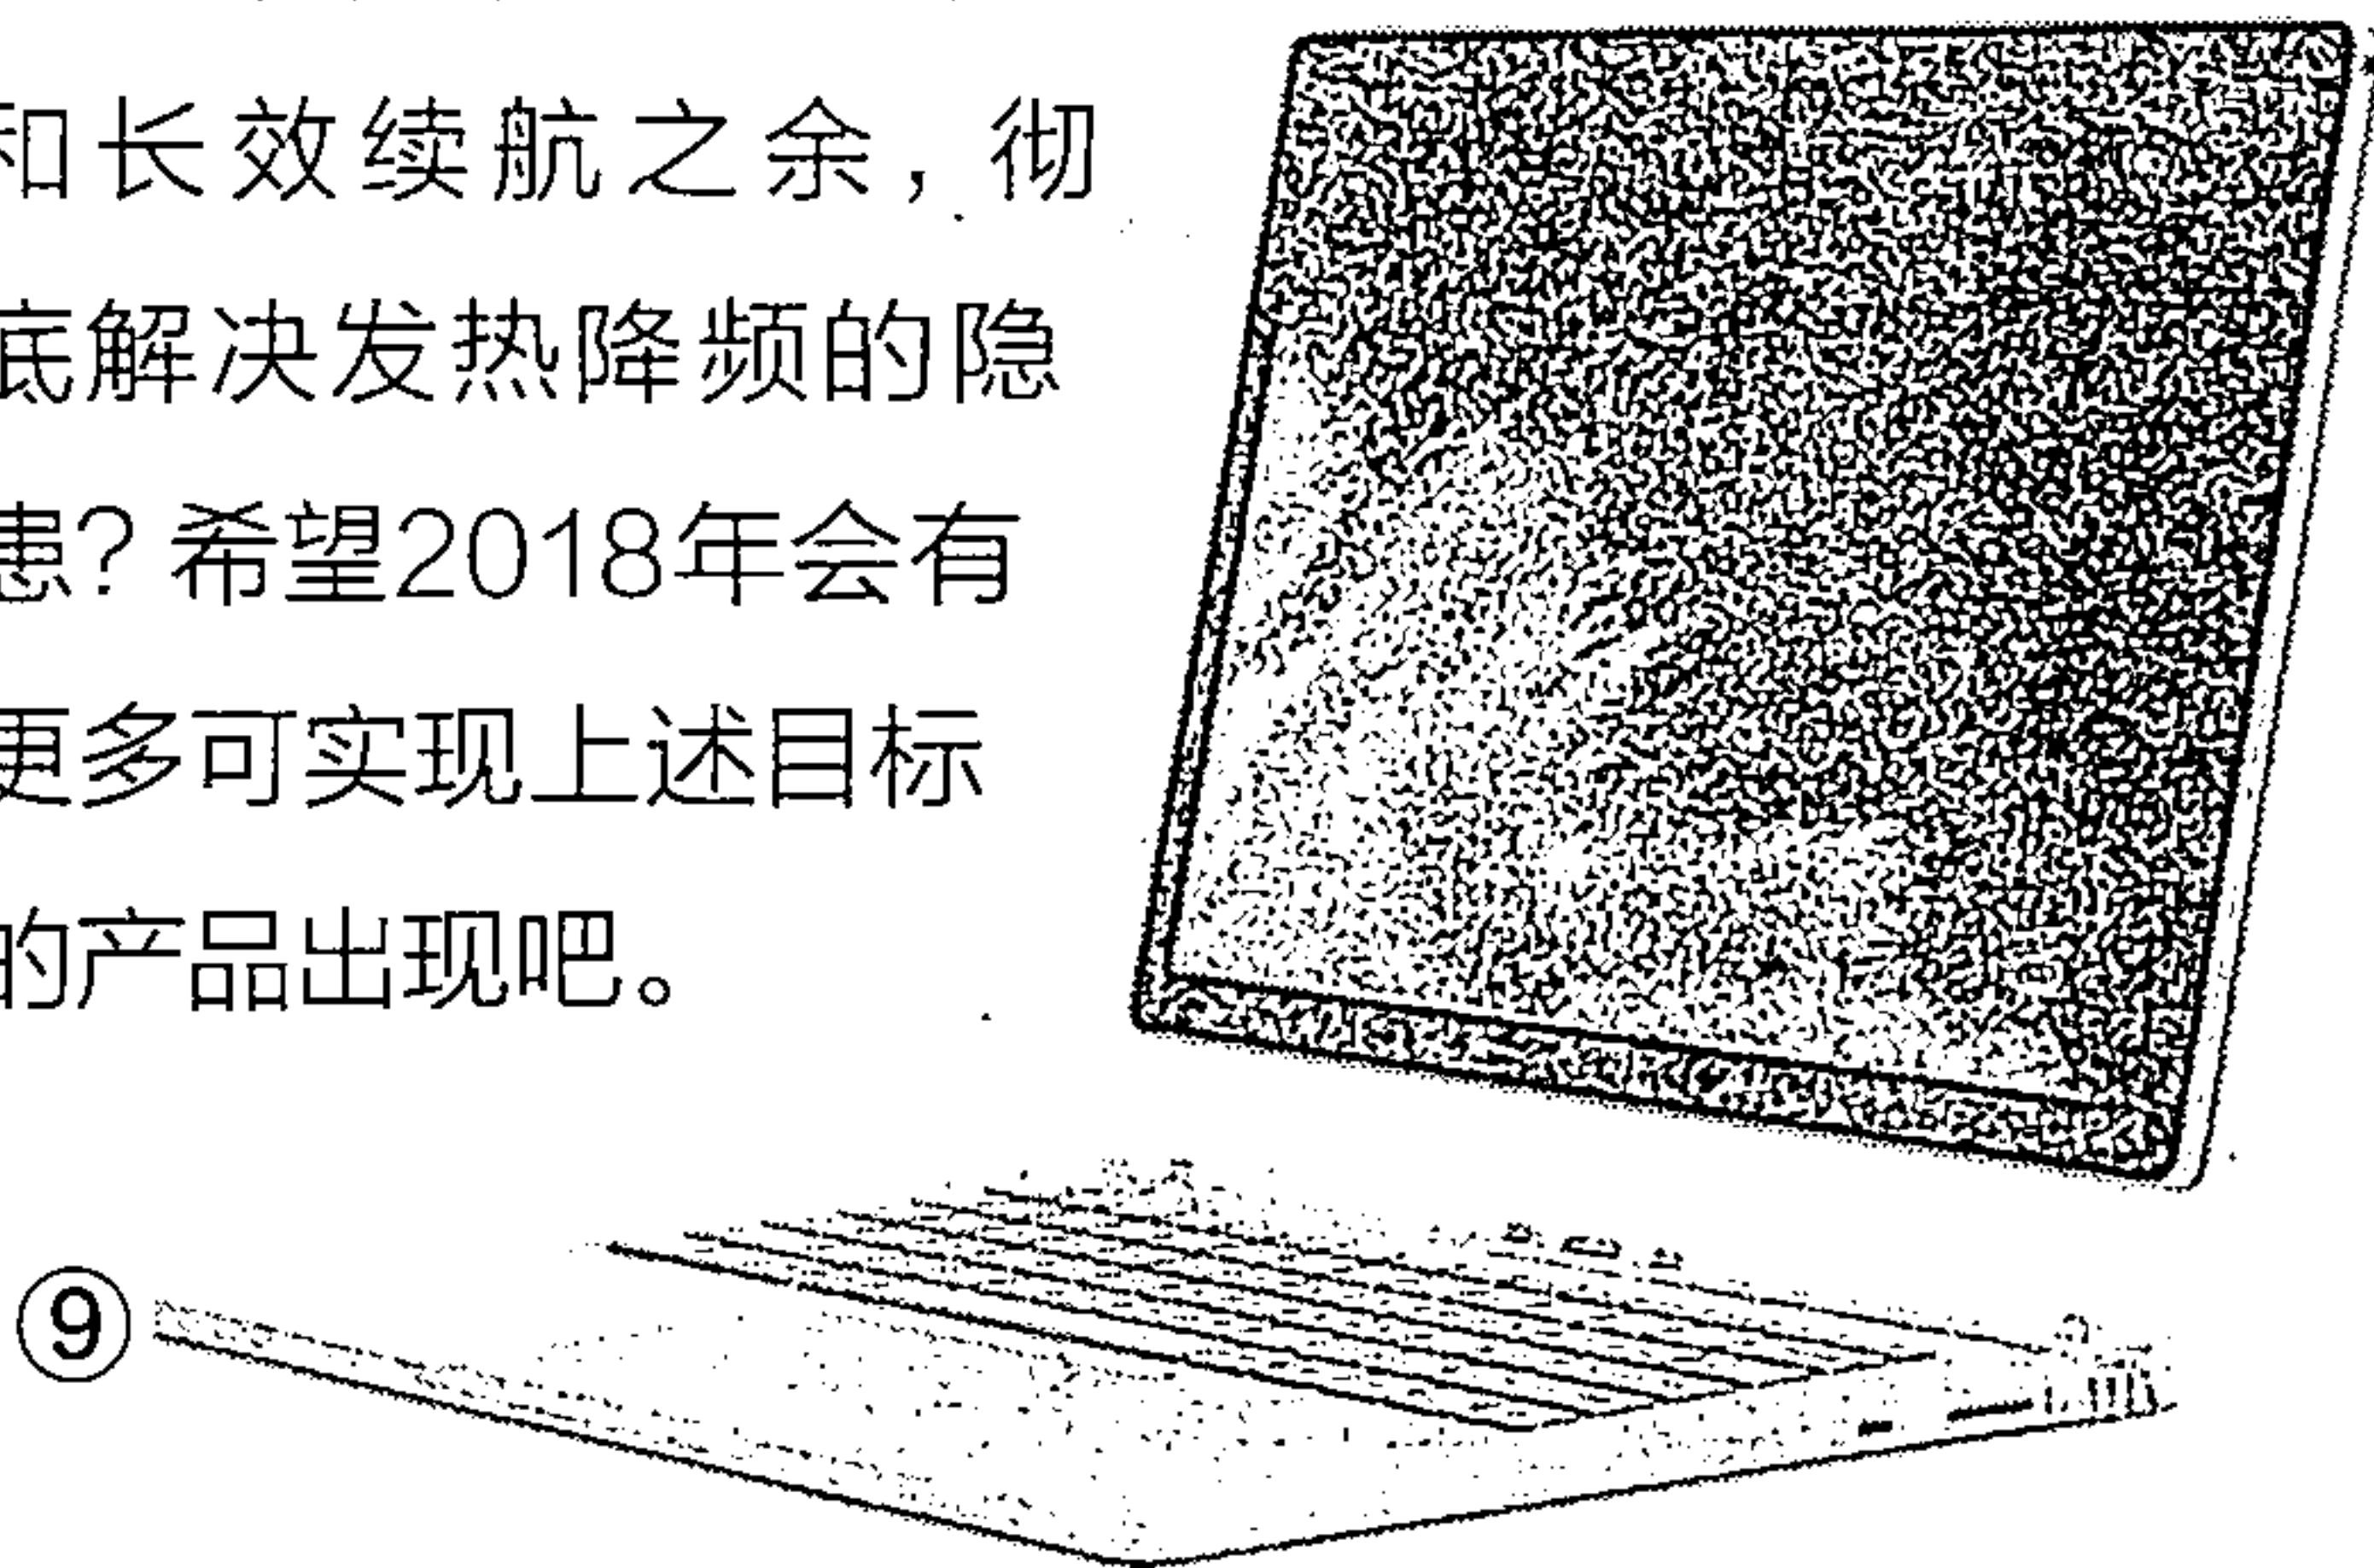 和长效续航之余，彻
底解决发热降频的隐
患？希望2018年会有
更多可实现上述目标
的产品出现吧。
⑨